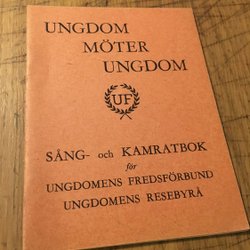 UNGDOM
MÖTER
UNGDOM
UF
SÅNG- och KAMRATBOK
för
UNGDOMENS FREDSFÖRBUND
UNGDOMENS RESEBYRÅ